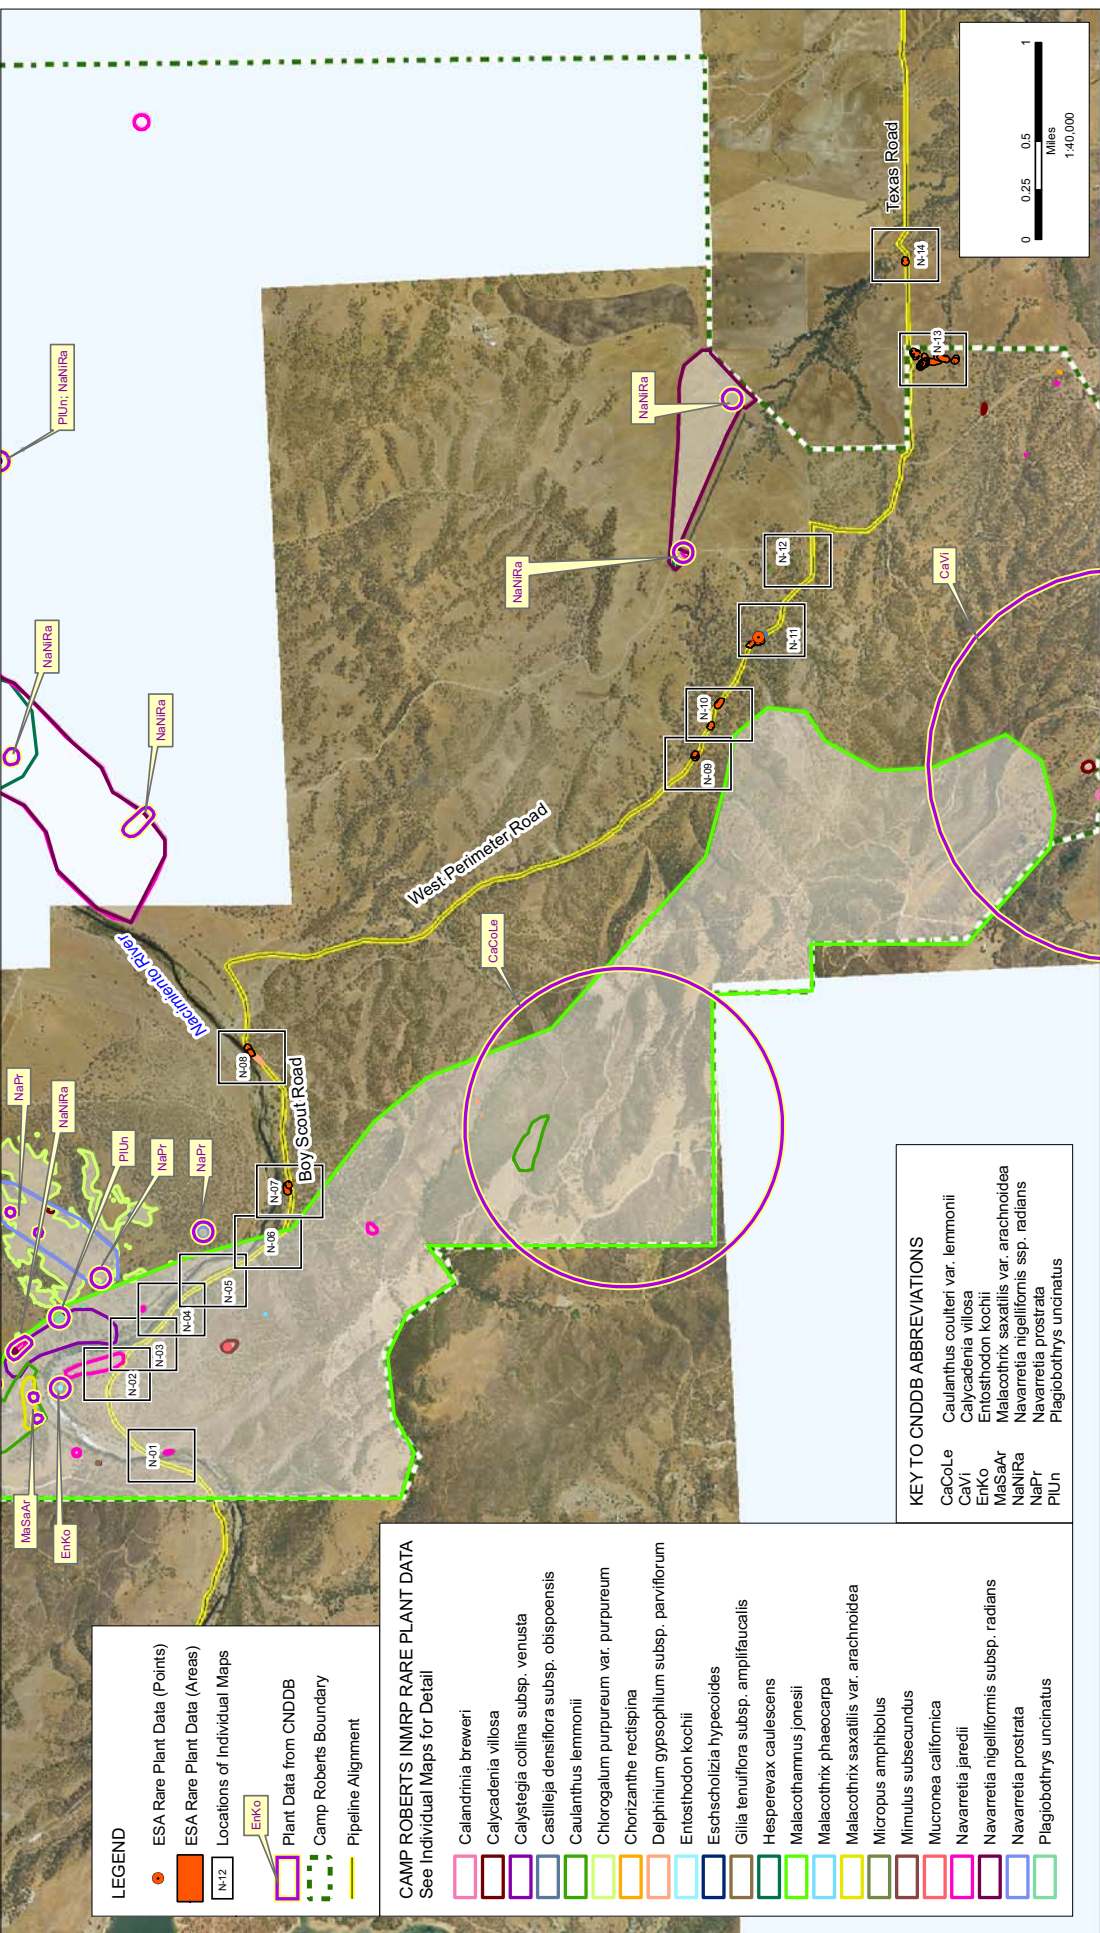 LEGEND
ESA Rare Plant Data (Points)
ESA Rare Plant Data (Areas)
N-12
Locations of Individual Maps
EnKo
Plant Data from CNDDB
Camp Roberts Boundary
Pipeline Alignment
CAMP ROBERTS INMRP RARE PLANT DATA
See Individual Maps for Detail
Calandrinia breweri
Calycadenia villosa
Calystegia collina subsp. venusta
Castilleja densiflora subsp. obispoensis
Caulanthus lemmonii
Chlorogalum purpureum var. purpureum
Chorizanthe rectispina
Delphinium gypsophilum subsp. parviflorum
Entosthodon kochii
Eschscholizia hypecoides
Gilia tenuiflora subsp. amplifaucalis
Hesperevax caulescens
Malacothamnus jonesii
Malacothrix phaeocarpa
Malacothrix saxatilis var. arachnoidea
Micropus amphibolus
Mimulus subsecundus
Mucronea californica
Navarretia jaredii
Navarretia nigelliformis subsp. radians
Navarretia prostrata
Plagiobothrys uncinatus
KEY TO CNDDB ABBREVIATIONS
CaCoLe Caulanthus coulteri var. lemmonii
CaVi Calycadenia villosa
EnKo Entosthodon kochii
MaSaAr Malacothrix saxatilis var. arachnoidea
NaNiRa Navarretia nigelliformis ssp. radians
NaPr Navarretia prostrata
PlUn Plagiobothrys uncinatus
MaSaAr
EnKo
NaPr
NaNiRa
PlUn
NaPr
NaPr
N-01
N-02
N-03
N-04
N-05
N-06
N-07
N-08
Boy Scout Road
Nacimiento River
West Perimeter Road
CaCoLe
NaNiRa
NaNiRa
PlUn; NaNiRa
NaNiRa
NaNiRa
N-09
N-10
N-11
N-12
N-13
N-14
CaVi
Texas Road
0 0.25 0.5 1
Miles
1:40,000